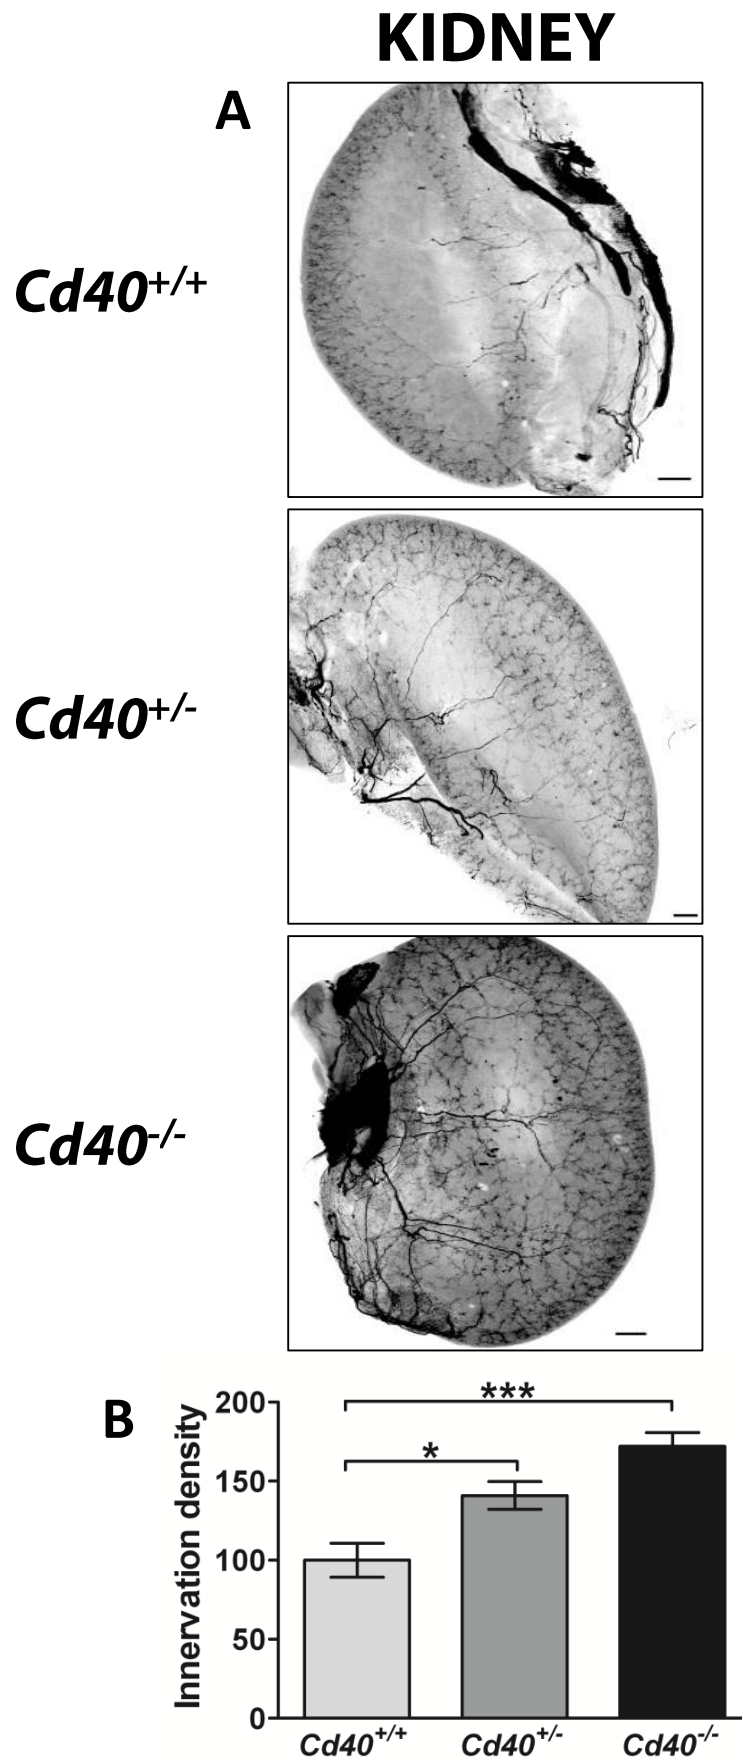 KIDNEY
A
Cd40+/+
Cd40+/-
Cd40-/-
B
Innervation density
200
150
100
50
0
***
*
Cd40+/+ Cd40+/- Cd40-/-